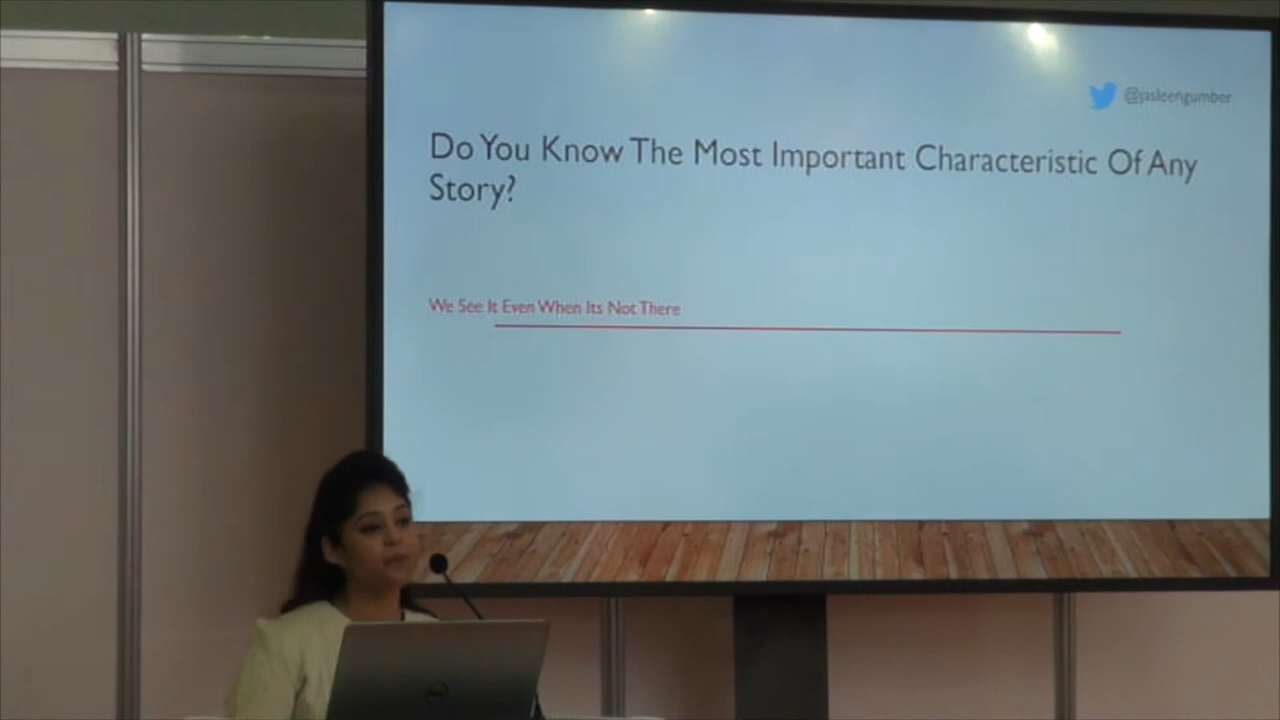 @jasleengumber
Do You Know The Most Important Characteristic Of Any
Story?
We See It Even When Its Not There
DELL